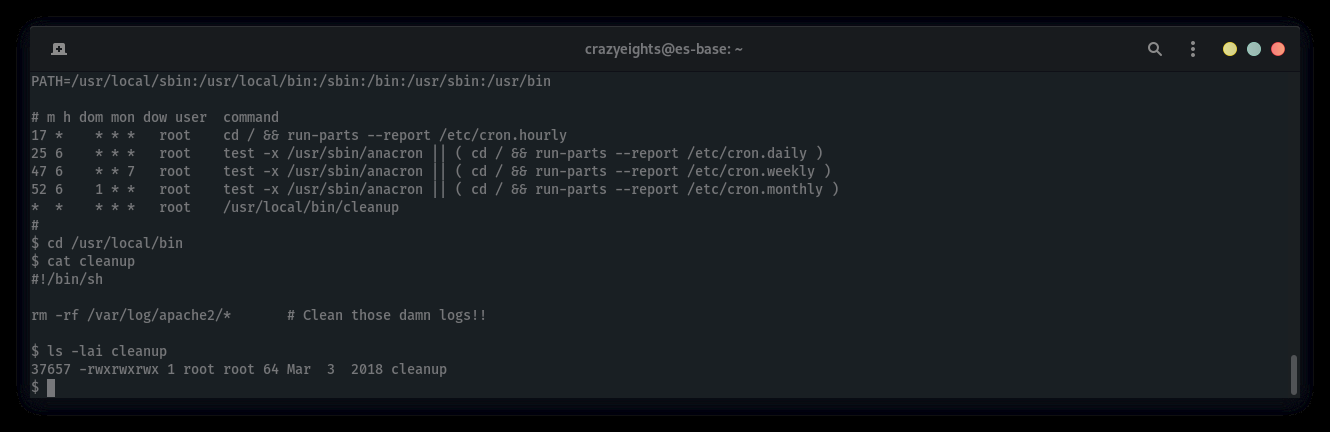 crazyeights@es-base: ~
PATH=/usr/local/sbin:/usr/local/bin:/sbin:/bin:/usr/sbin:/usr/bin
# m h dom mon dow user  command
17 *    * * *   root    cd / && run-parts --report /etc/cron.hourly
25 6    * * *   root    test -x /usr/sbin/anacron || ( cd / && run-parts --report /etc/cron.daily )
47 6    * * 7   root    test -x /usr/sbin/anacron || ( cd / && run-parts --report /etc/cron.weekly )
52 6    1 * *   root    test -x /usr/sbin/anacron || ( cd / && run-parts --report /etc/cron.monthly )
*  *    * * *   root    /usr/local/bin/cleanup
#
$ cd /usr/local/bin
$ cat cleanup
#!/bin/sh
rm -rf /var/log/apache2/*       # Clean those damn logs!!
$ ls -lai cleanup
37657 -rwxrwxrwx 1 root root 64 Mar  3  2018 cleanup
$